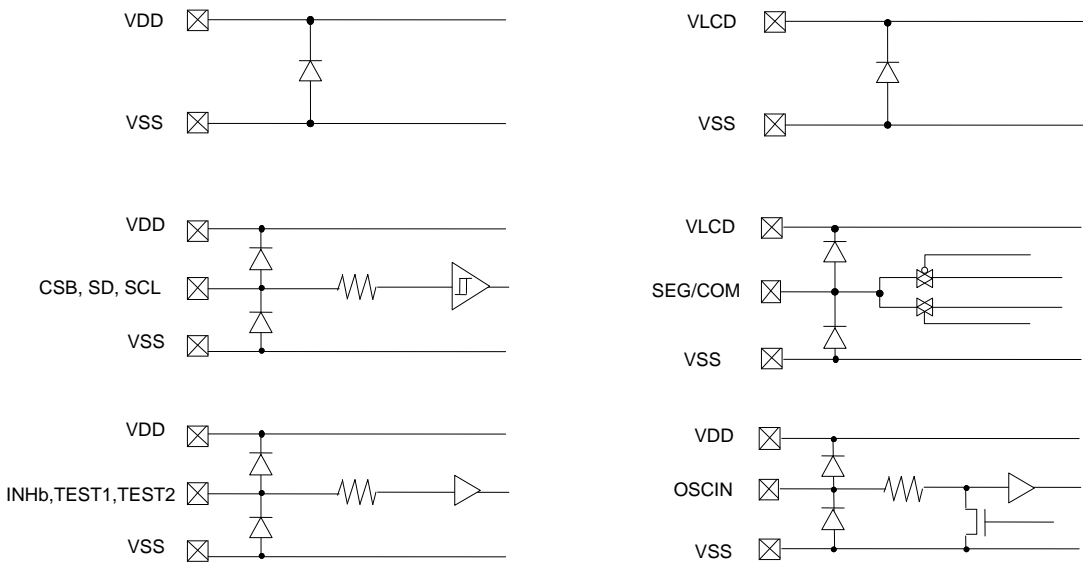 VDD
VSS
VLCD
VSS
VDD
CSB, SD, SCL
VSS
VLCD
SEG/COM
VSS
VDD
INHb,TEST1,TEST2
VSS
VDD
OSCIN
VSS